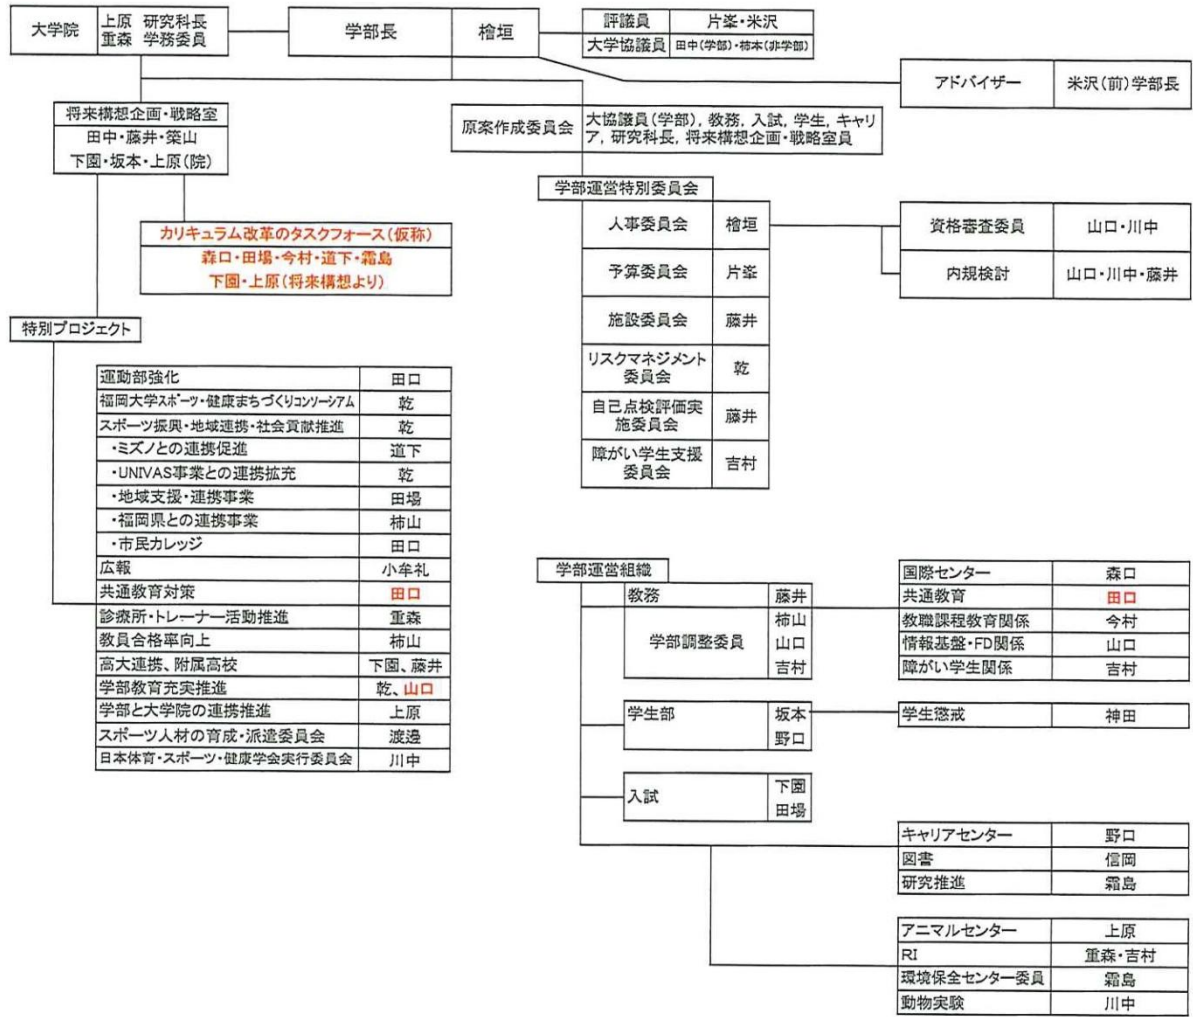 大学院 上原 研究科長
重森 学務委員
学部長 檜垣
評議員 片峯・米沢
大学協議員 田中(学部)・柿本(非学部)
アドバイザー 米沢(前)学部長
将来構想企画・戦略室
田中・藤井・築山
下園・坂本・上原(院)
原案作成委員会 大協議員(学部), 教務, 入試, 学生, キャリ
ア, 研究科長, 将来構想企画・戦略室員
カリキュラム改革のタスクフォース(仮称)
森口・田場・今村・道下・霜島
下園・上原(将来構想より)
学部運営特別委員会
人事委員会 檜垣
予算委員会 片峯
施設委員会 藤井
リスクマネジメント
委員会 乾
自己点検評価実
施委員会 藤井
障がい学生支援
委員会 吉村
資格審査委員 山口・川中
内規検討 山口・川中・藤井
特別プロジェクト
運動部強化 田口
福岡大学スポーツ・健康まちづくりコンソーシアム 乾
スポーツ振興・地域連携・社会貢献推進 乾
・ミズノとの連携促進 道下
・UNIVAS事業との連携拡充 乾
・地域支援・連携事業 田場
・福岡県との連携事業 柿山
・市民カレッジ 田口
広報 小牟礼
共通教育対策 田口
診療所・トレーナー活動推進 重森
教員合格率向上 柿山
高大連携、附属高校 下園、藤井
学部教育充実推進 乾、山口
学部と大学院の連携推進 上原
スポーツ人材の育成・派遣委員会 渡邉
日本体育・スポーツ・健康学会実行委員会 川中
学部運営組織
教務 藤井
学部調整委員 柿山
山口
吉村
学生部 坂本
野口
入試 下園
田場
国際センター 森口
共通教育 田口
教職課程教育関係 今村
情報基盤・FD関係 山口
障がい学生関係 吉村
学生懲戒 神田
キャリアセンター 野口
図書 信岡
研究推進 霜島
アニマルセンター 上原
RI 重森・吉村
環境保全センター委員 霜島
動物実験 川中